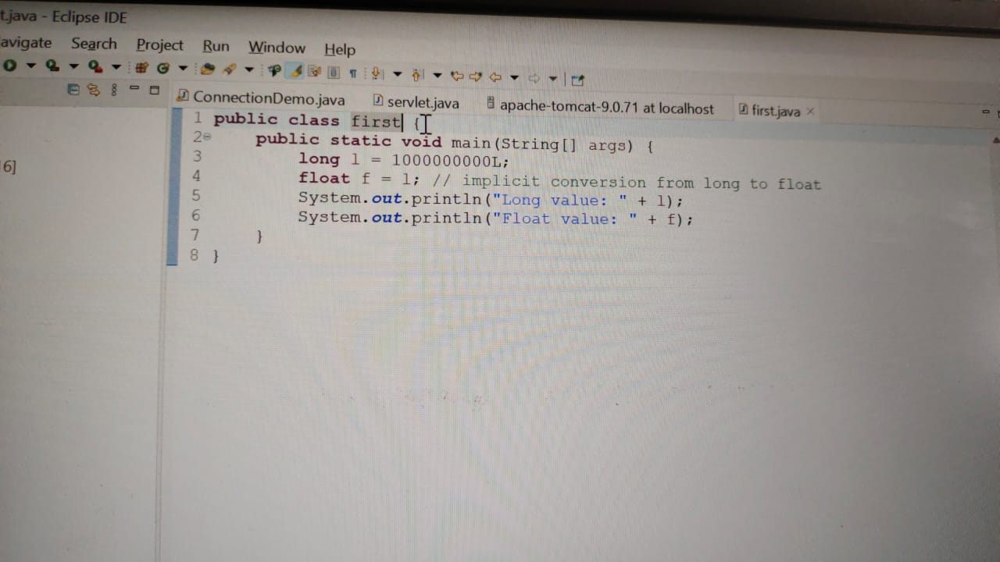 t.java - Eclipse IDE
avigate Search Project Run Window Help
ConnectionDemo.java servlet.java apache-tomcat-9.0.71 at localhost first.java
6]
1 public class first {
2 public static void main(String[] args) {
3 long l = 1000000000L;
4 float f = l; // implicit conversion from long to float
5 System.out.println("Long value: " + l);
6 System.out.println("Float value: " + f);
7 }
8 }